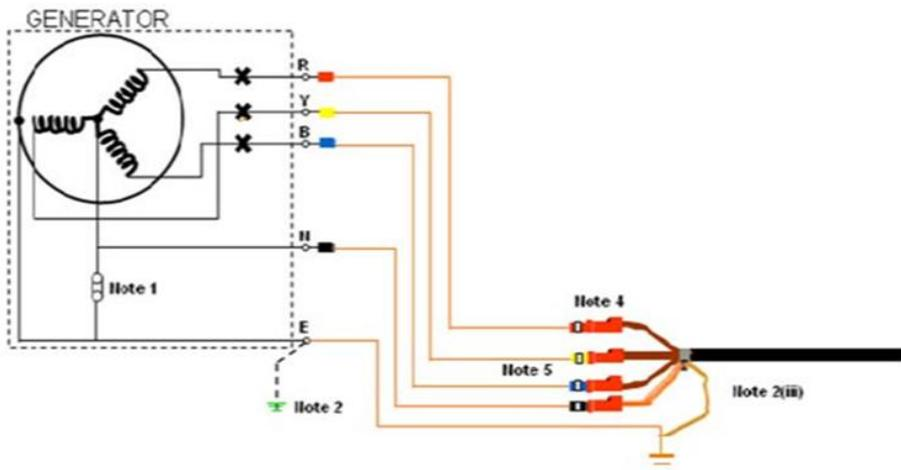 GENERATOR
R
Y
B
N
Note 1
E
Note 2
Note 4
Note 5
Note 2(iii)